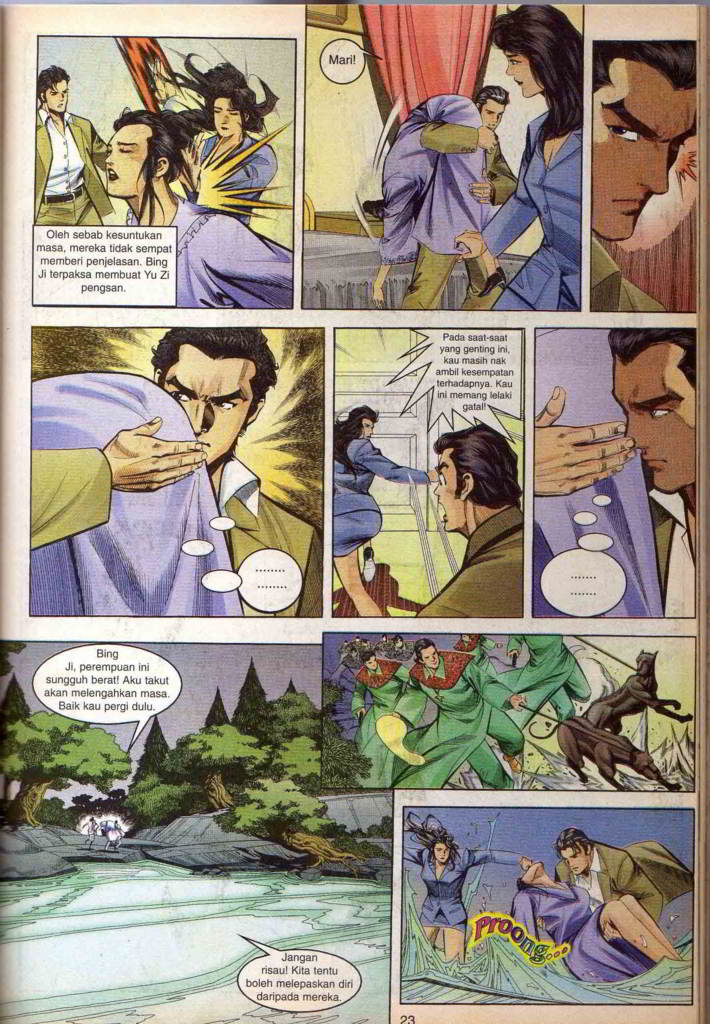 Oleh sebab kesuntukan
masa, mereka tidak sempat
memberi penjelasan. Bing
Ji terpaksa membuat Yu Zi
pengsan.
Mari!
........
........
Pada saat-saat
yang genting ini,
kau masih nak
ambil kesempatan
terhadapnya. Kau
ini memang lelaki
gatal!
.......
.......
Bing
Ji, perempuan ini
sungguh berat! Aku takut
akan melengahkan masa.
Baik kau pergi dulu.
Jangan
risau! Kita tentu
boleh melepaskan diri
daripada mereka.
Proong...
23